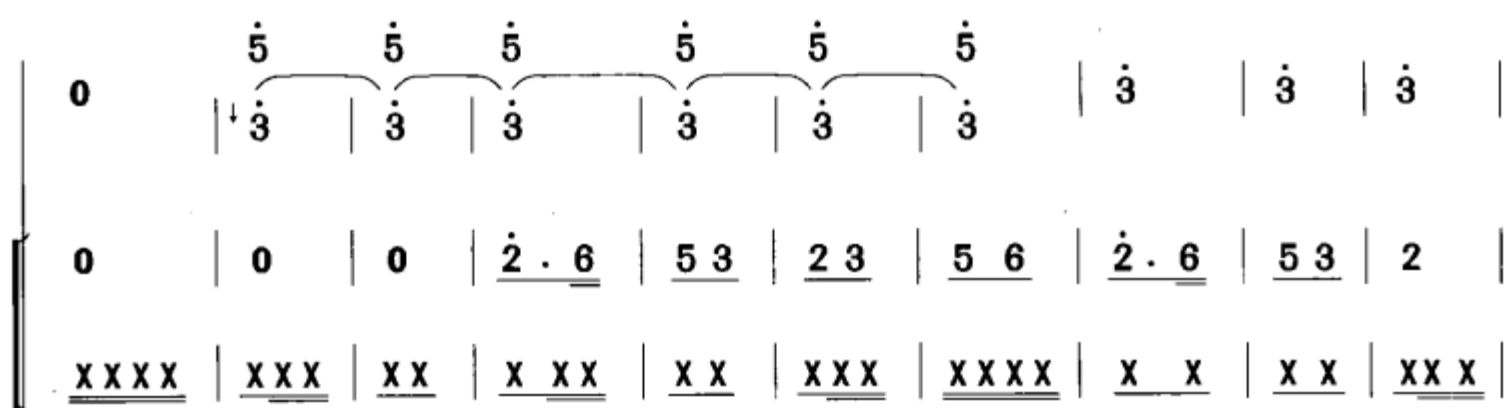 5̇ 5̇ 5̇ 5̇ 5̇ 5̇
0 | ↓3̇ | 3̇ | 3̇ | 3̇ | 3̇ | 3̇ | 3̇ | 3̇ | 3̇ |
0 | 0 | 0 | 2̇ . 6 | 5 3 | 2 3 | 5 6 | 2̇ . 6 | 5 3 | 2 |
X X X X | X X X | X X | X X X | X X | X X X | X X X X | X X | X X | X X X |